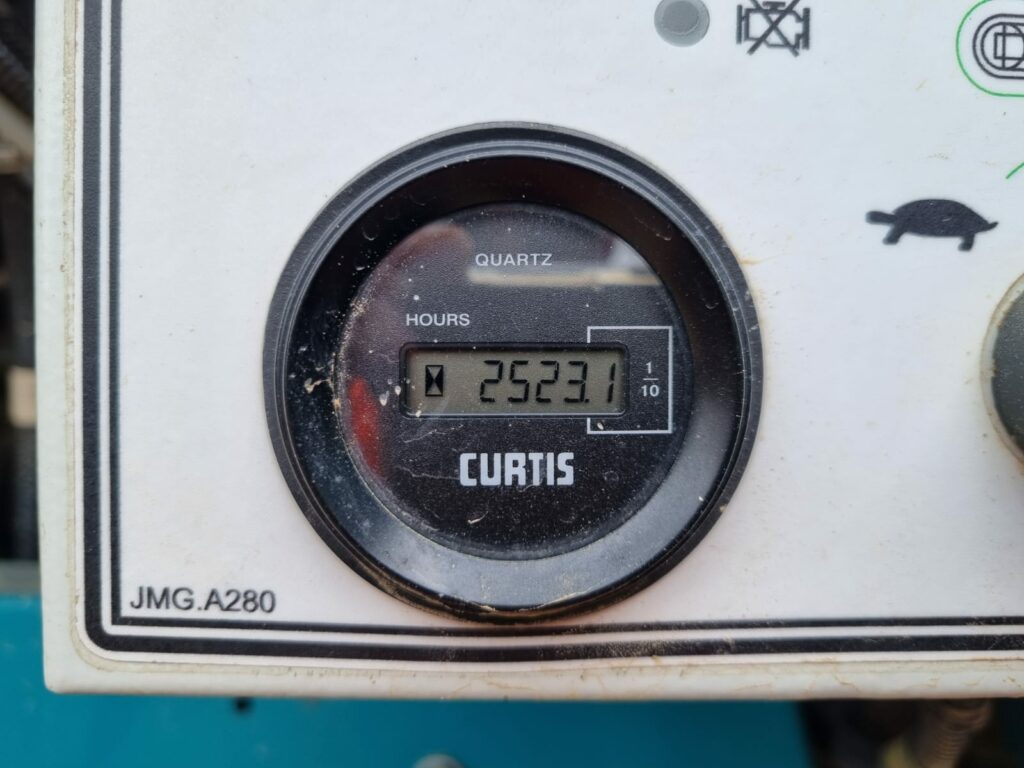 QUARTZ
HOURS
2523.1
1
10
CURTIS
JMG.A280